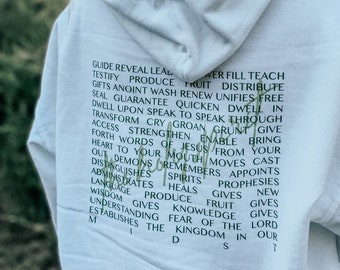 GUIDE REVEAL LEAD FILL TEACH
TESTIFY PRODUCE FRUIT DISTRIBUTE
GIFTS ANOINT WASH RENEW UNIFIES FREE
SEAL GUARANTEE QUICKEN DWELL IN
DWELL UPON SPEAK TO SPEAK THROUGH
TRANSFORM CRY GROAN GRUNT GIVE
ACCESS STRENGTHEN ENABLE BRING
FORTH WORDS OF JESUS FROM YOUR
HEART TO YOUR MOUTH MOVES CAST
OUT DEMONS REMEMBERS APPOINTS
DISTINGUISHES SPIRITS PROPHESIES
ADMINISTRATES HEALS GIVES NEW
LANGUAGE PRODUCE FRUIT GIVES
WISDOM GIVES KNOWLEDGE GIVES
UNDERSTANDING FEAR OF THE LORD
ESTABLISHES THE KINGDOM IN OUR
M I D S T